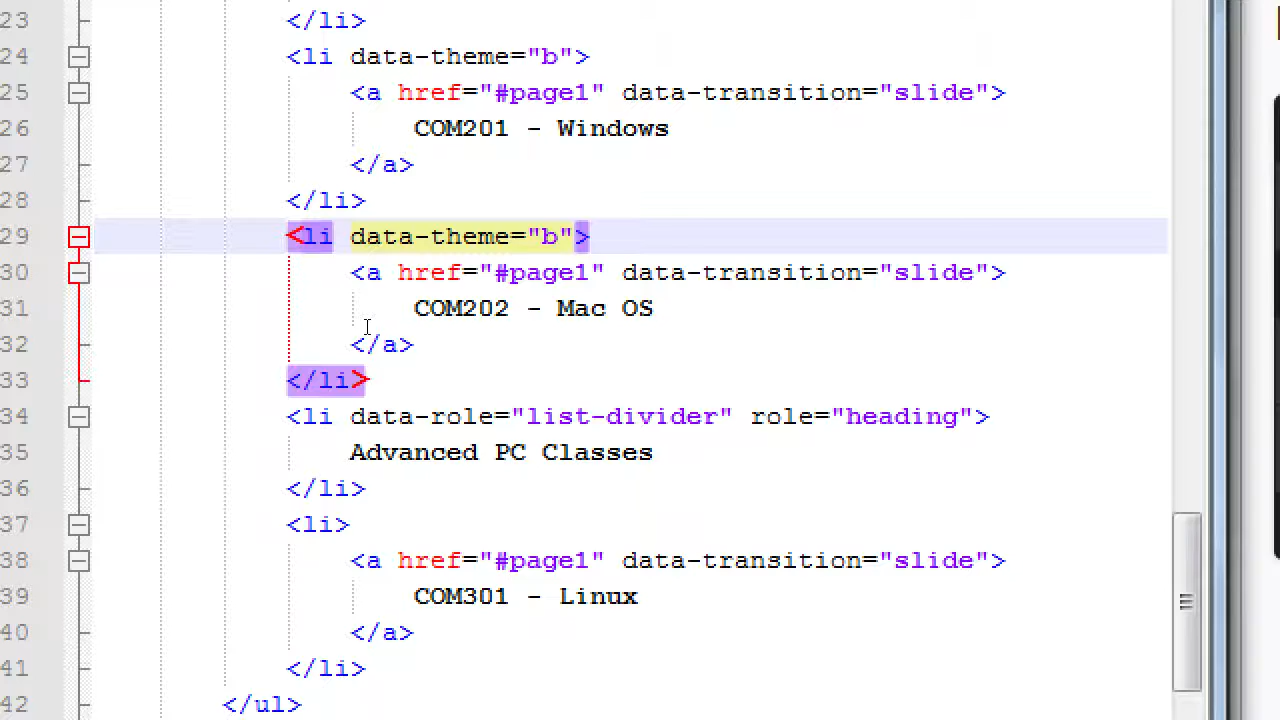 23 </li>
24 <li data-theme="b">
25 <a href="#page1" data-transition="slide">
26 COM201 - Windows
27 </a>
28 </li>
29 <li data-theme="b">
30 <a href="#page1" data-transition="slide">
31 COM202 - Mac OS
32 </a>
33 </li>
34 <li data-role="list-divider" role="heading">
35 Advanced PC Classes
36 </li>
37 <li>
38 <a href="#page1" data-transition="slide">
39 COM301 - Linux
40 </a>
41 </li>
42 </ul>